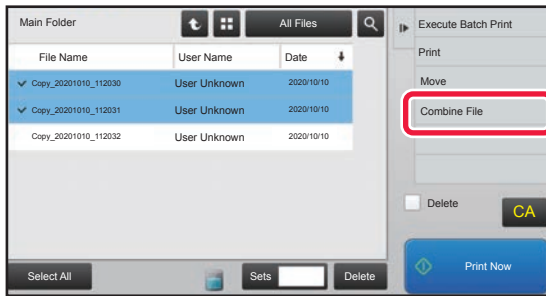 Main Folder
All Files
File Name User Name Date
Copy_20201010_112030 User Unknown 2020/10/10
Copy_20201010_112031 User Unknown 2020/10/10
Copy_20201010_112032 User Unknown 2020/10/10
Select All
Sets
Delete
Execute Batch Print
Print
Move
Combine File
Delete
CA
Print Now